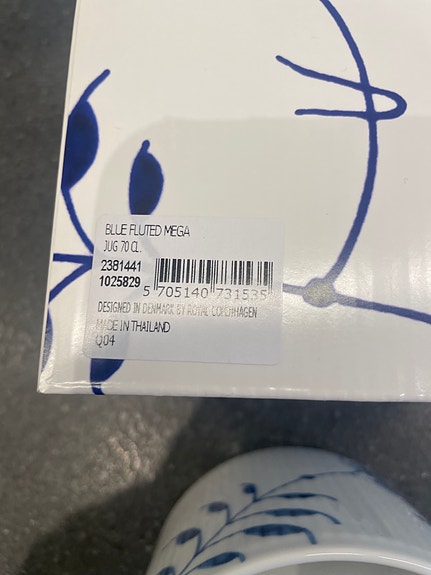 BLUE FLUTED MEGA
JUG 70 CL.
2381441
1025829
5 705140 731535
DESIGNED IN DENMARK BY ROYAL COPENHAGEN
MADE IN THAILAND
Q04